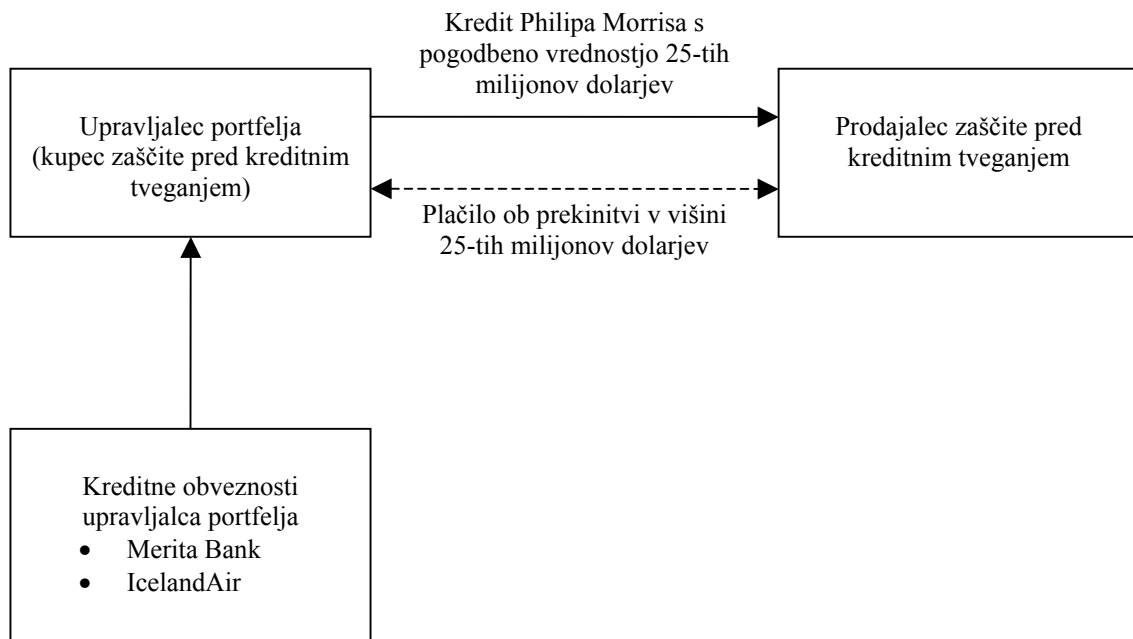 Kredit Philipa Morrisa s
pogodbeno vrednostjo 25-tih
milijonov dolarjev
Upravljalec portfelja
(kupec zaščite pred kreditnim
tveganjem)
Prodajalec zaščite pred
kreditnim tveganjem
Plačilo ob prekinitvi v višini
25-tih milijonov dolarjev
Kreditne obveznosti
upravljalca portfelja
• Merita Bank
• IcelandAir